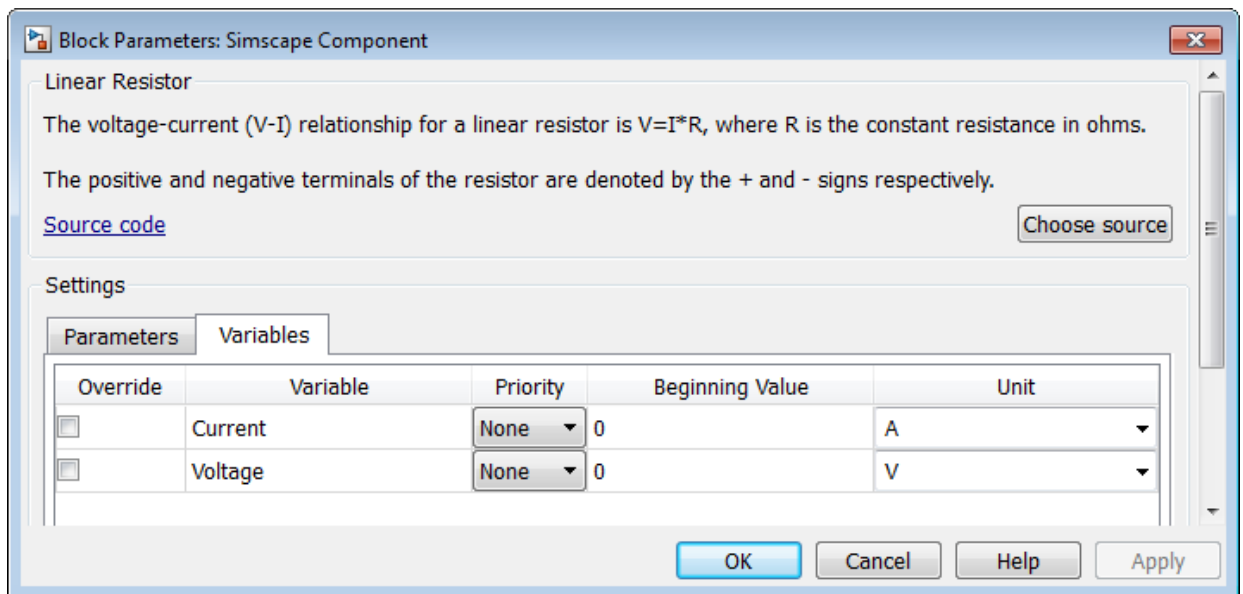 Block Parameters: Simscape Component
Linear Resistor
The voltage-current (V-I) relationship for a linear resistor is V=I*R, where R is the constant resistance in ohms.
The positive and negative terminals of the resistor are denoted by the + and - signs respectively.
Source code Choose source
Settings
Parameters Variables
Override Variable Priority Beginning Value Unit
Current None 0 A
Voltage None 0 V
OK Cancel Help Apply